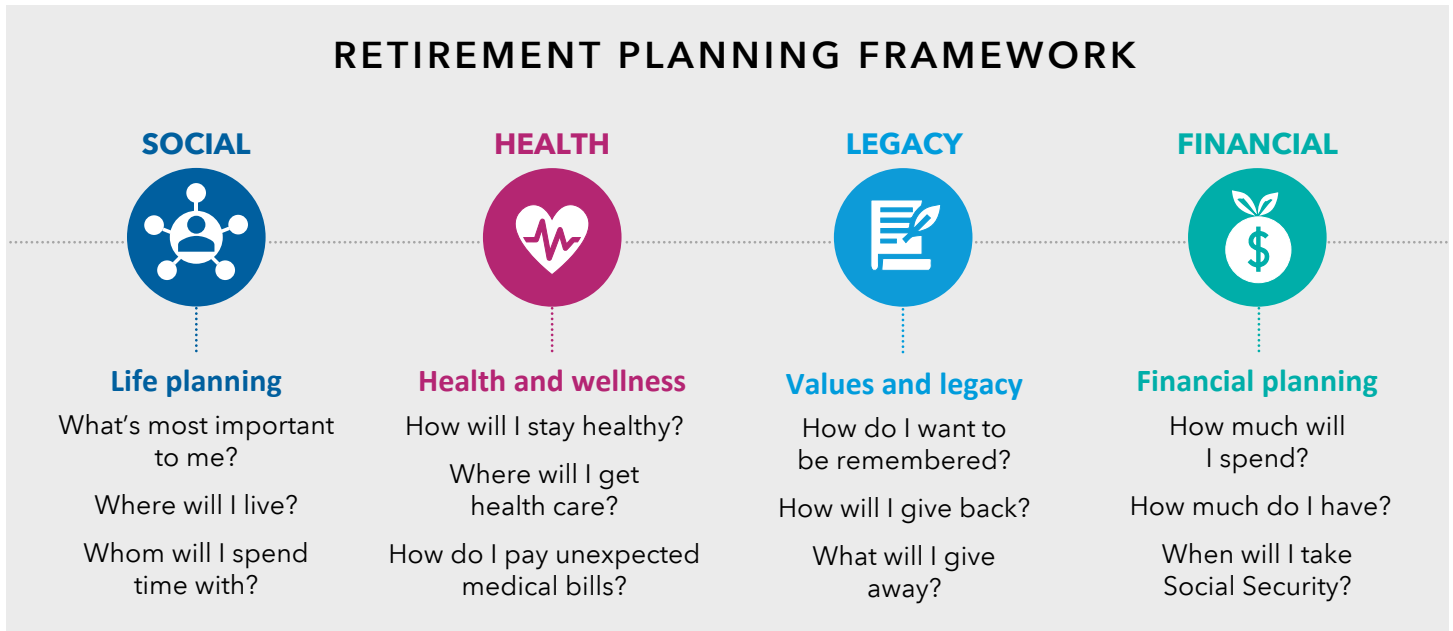 RETIREMENT PLANNING FRAMEWORK
SOCIAL
Life planning
What’s most important
to me?
Where will I live?
Whom will I spend
time with?
HEALTH
Health and wellness
How will I stay healthy?
Where will I get
health care?
How do I pay unexpected
medical bills?
LEGACY
Values and legacy
How do I want to
be remembered?
How will I give back?
What will I give
away?
FINANCIAL
$
Financial planning
How much will
I spend?
How much do I have?
When will I take
Social Security?